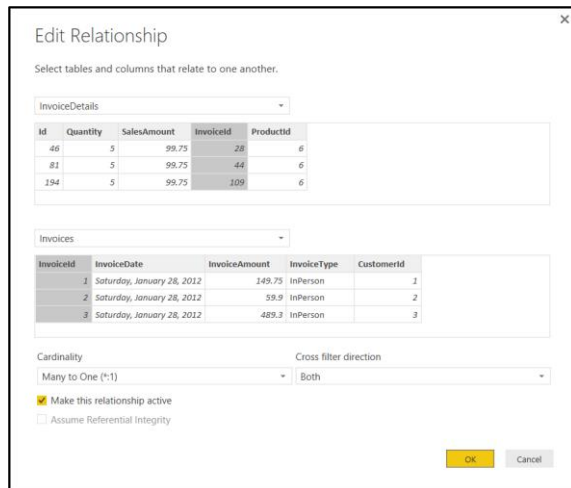 ×
Edit Relationship
Select tables and columns that relate to one another.
InvoiceDetails
Id Quantity SalesAmount InvoiceId ProductId
46 5 99.75 28 6
81 5 99.75 44 6
194 5 99.75 109 6
Invoices
InvoiceId InvoiceDate InvoiceAmount InvoiceType CustomerId
1 Saturday, January 28, 2012 149.75 InPerson 1
2 Saturday, January 28, 2012 59.9 InPerson 2
3 Saturday, January 28, 2012 489.3 InPerson 3
Cardinality Cross filter direction
Many to One (*:1) Both
Make this relationship active
Assume Referential Integrity
OK Cancel